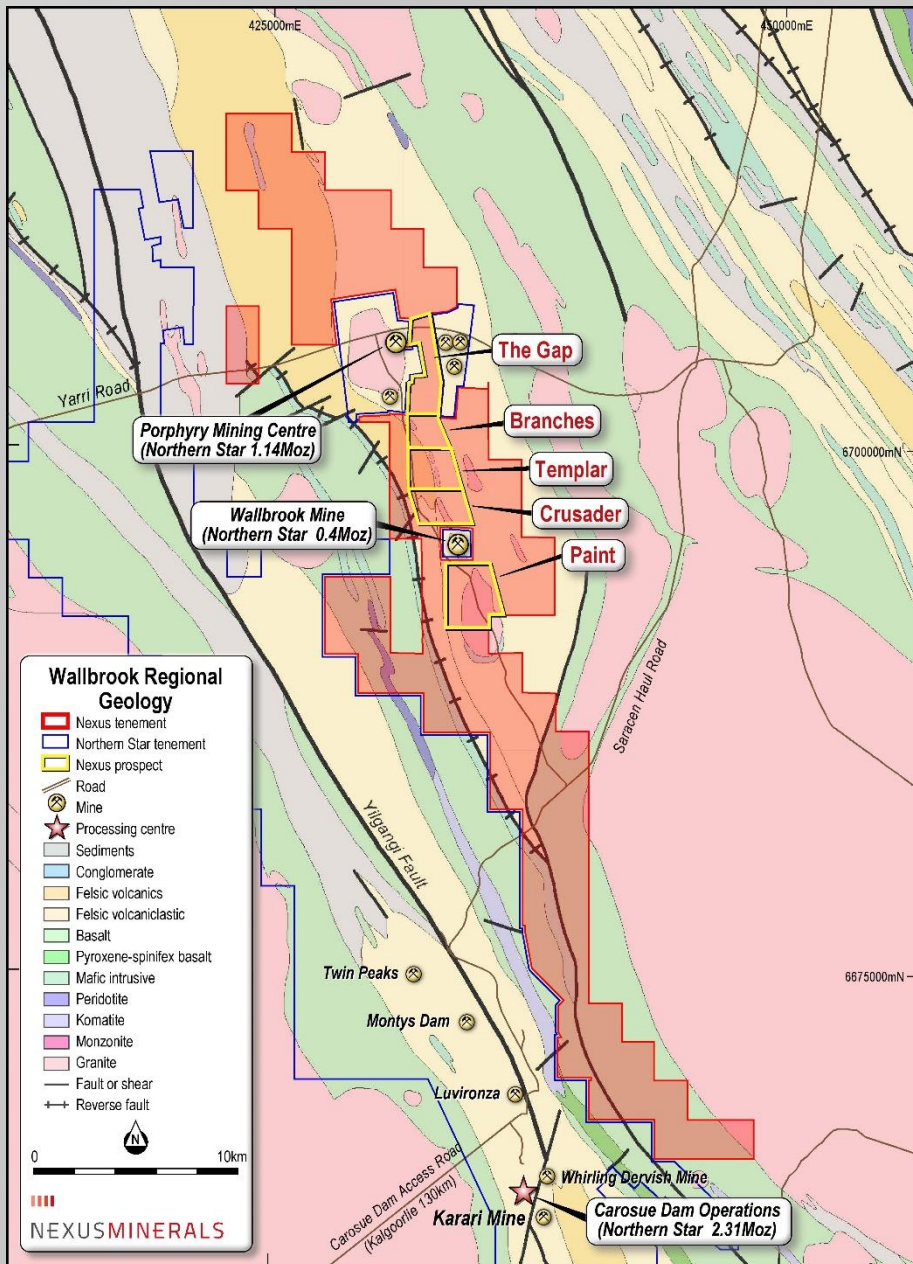 425000mE
450000mE
The Gap
Yarri Road
Branches
Porphyry Mining Centre
(Northern Star 1.14Moz)
6700000mN
Templar
Crusader
Wallbrook Mine
(Northern Star 0.4Moz)
Paint
Saracen Haul Road
Wallbrook Regional
Geology
Nexus tenement
Northern Star tenement
Nexus prospect
Road
Mine
Processing centre
Sediments
Conglomerate
Felsic volcanics
Felsic volcaniclastic
Basalt
Pyroxene-spinifex basalt
Mafic intrusive
Peridotite
Komatite
Monzonite
Granite
Fault or shear
Reverse fault
N
0 10km
NEXUSMINERALS
Yilgangi Fault
Twin Peaks
6675000mN
Montys Dam
Luvironza
Carosue Dam Access Road
(Kalgoorlie 130km)
Whirling Dervish Mine
Karari Mine
Carosue Dam Operations
(Northern Star 2.31Moz)